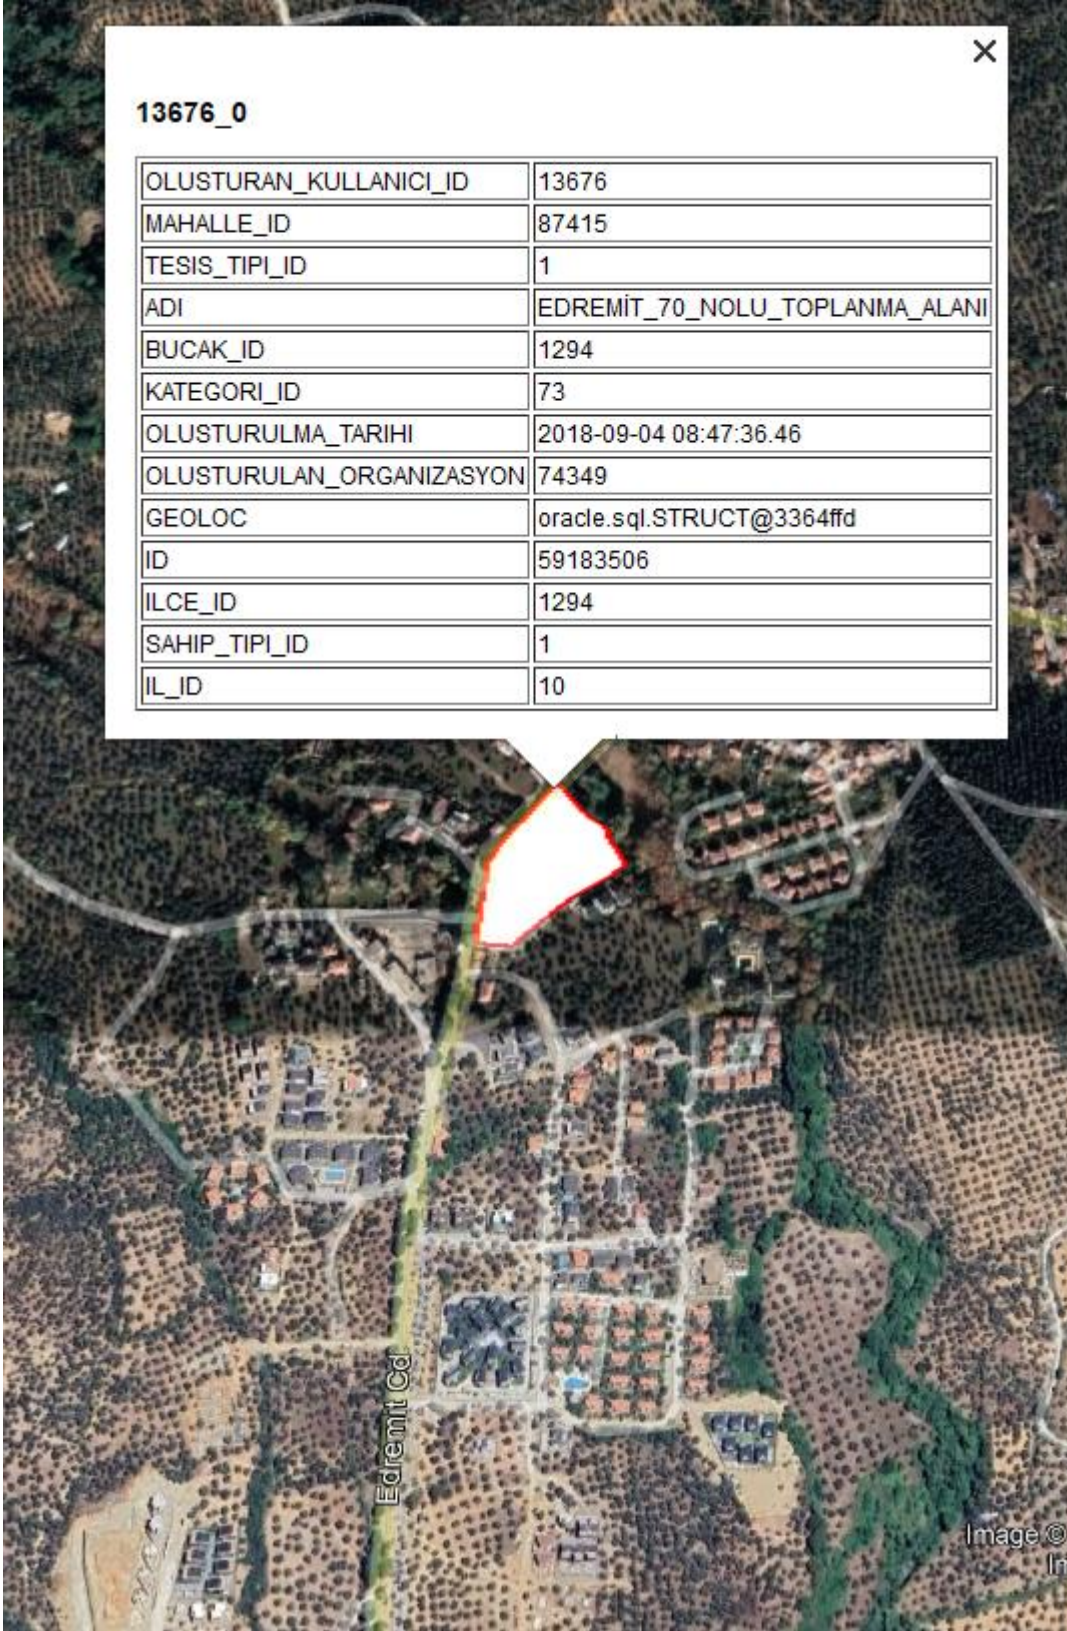 13676_0
OLUSTURAN_KULLANICI_ID 13676
MAHALLE_ID 87415
TESIS_TIPI_ID 1
ADI EDREMİT_70_NOLU_TOPLANMA_ALANI
BUCAK_ID 1294
KATEGORI_ID 73
OLUSTURULMA_TARIHI 2018-09-04 08:47:36.46
OLUSTURULAN_ORGANIZASYON 74349
GEOLOC oracle.sql.STRUCT@3364ffd
ID 59183506
ILCE_ID 1294
SAHIP_TIPI_ID 1
IL_ID 10
Edremit Cd
Image ©